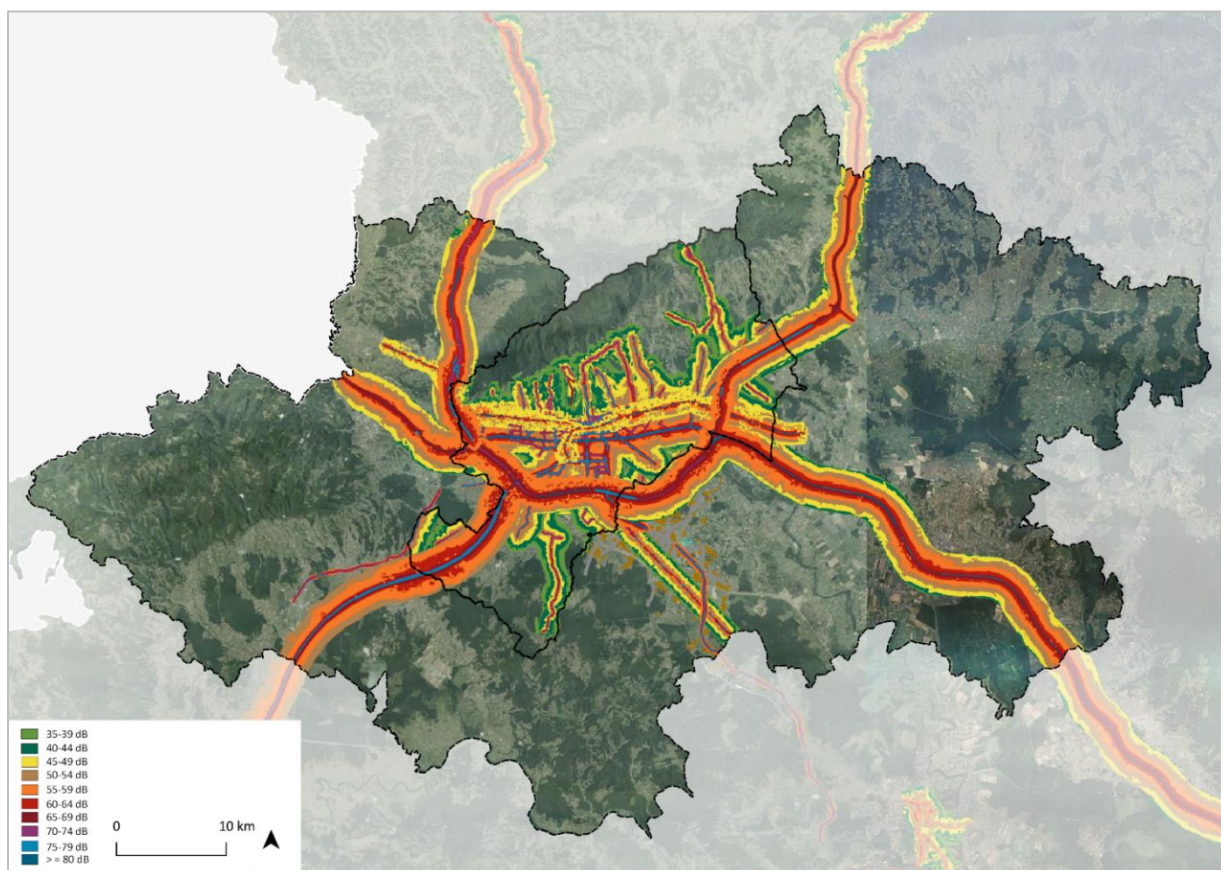 35-39 dB
40-44 dB
45-49 dB
50-54 dB
55-59 dB
60-64 dB
65-69 dB
70-74 dB
75-79 dB
> = 80 dB
0 10 km